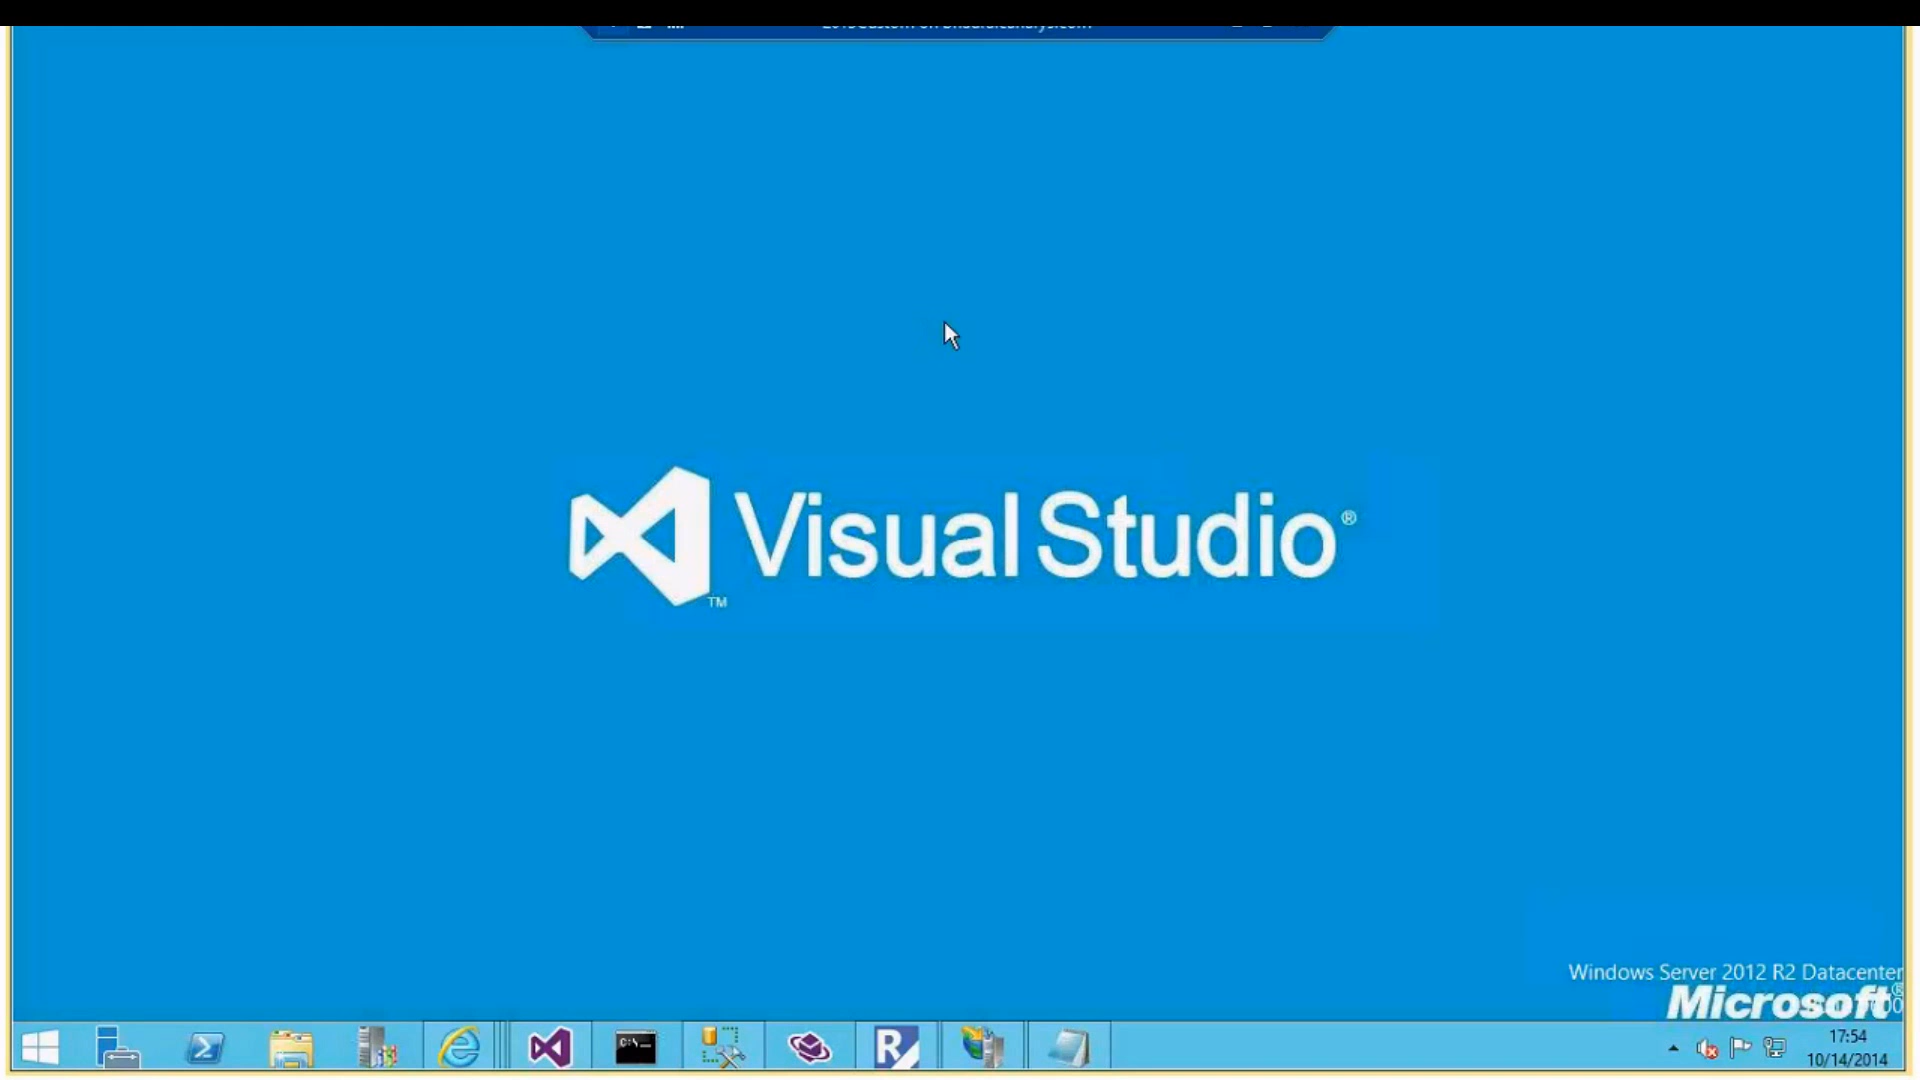 Visual Studio®
TM
Windows Server 2012 R2 Datacenter
Microsoft®
17:54
10/14/2014